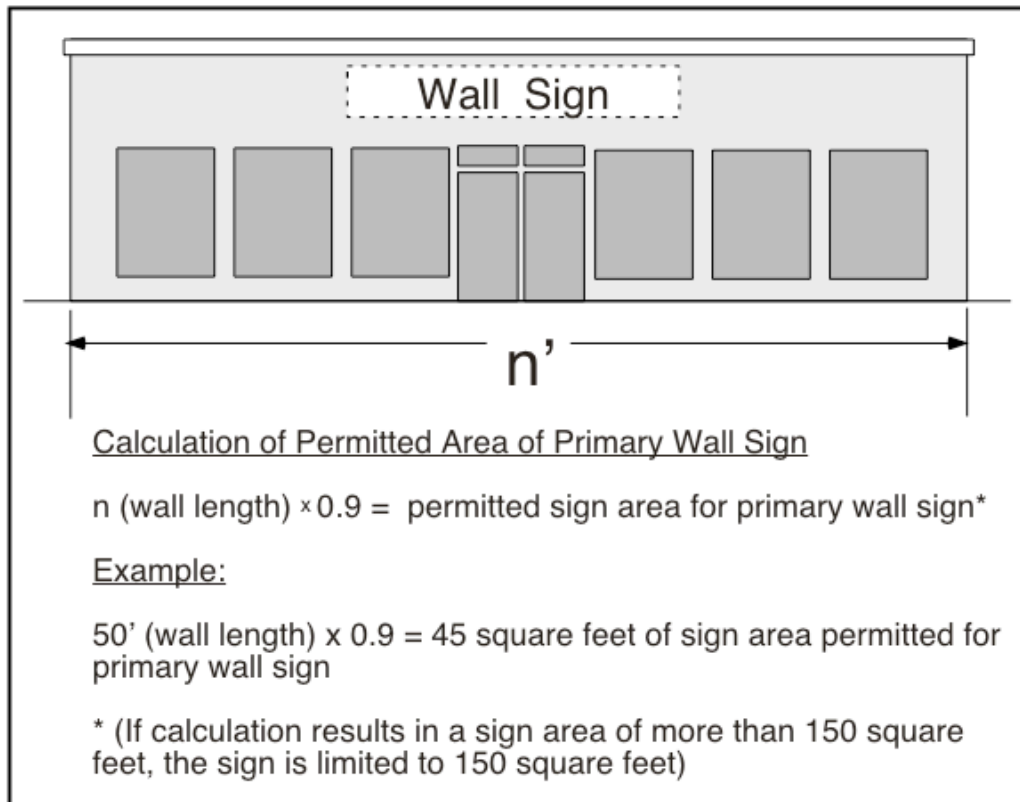 Wall Sign
n’
Calculation of Permitted Area of Primary Wall Sign
n (wall length) x 0.9 = permitted sign area for primary wall sign*
Example:
50’ (wall length) x 0.9 = 45 square feet of sign area permitted for
primary wall sign
* (If calculation results in a sign area of more than 150 square
feet, the sign is limited to 150 square feet)